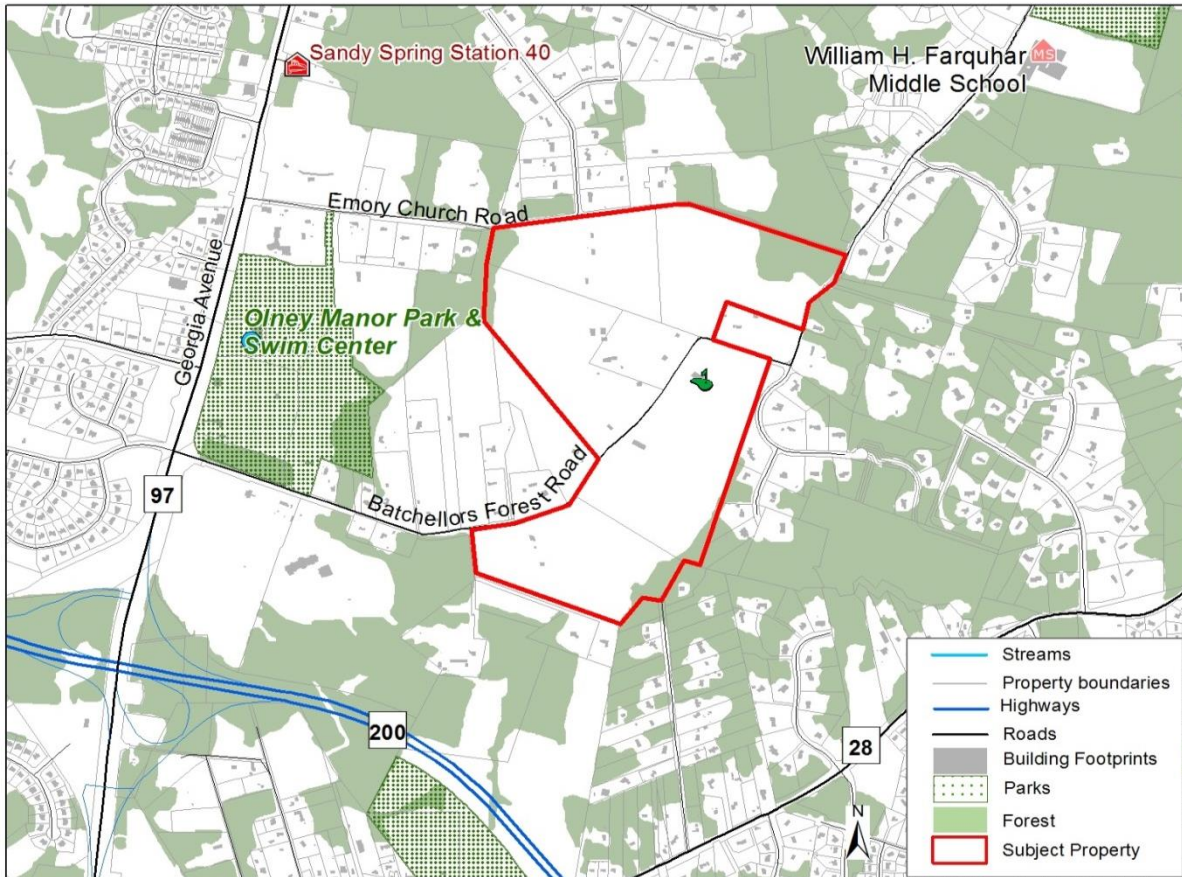 Sandy Spring Station 40
William H. Farquhar
Middle School
MS
Emory Church Road
Georgia Avenue
Olney Manor Park &
Swim Center
Batchellors Forest Road
97
200
28
Streams
Property boundaries
Highways
Roads
Building Footprints
Parks
Forest
Subject Property
N